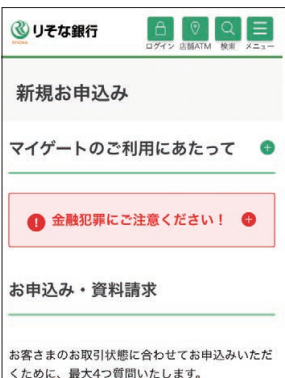 りそな銀行
ログイン 店舗ATM 検索 メニュー
新規お申込み
マイゲートのご利用にあたって
金融犯罪にご注意ください！
お申込み・資料請求
お客さまのお取引状態に合わせてお申込みいただ
くために、最大4つ質問いたします。